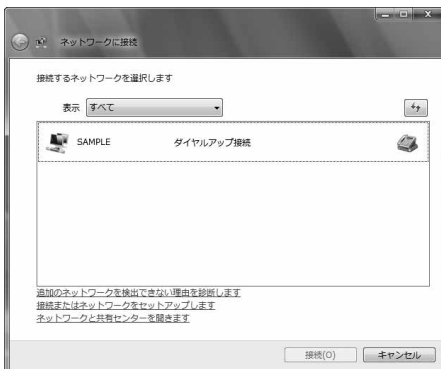 ネットワークに接続
接続するネットワークを選択します
表示 すべて
SAMPLE ダイヤルアップ接続
追加のネットワークを検出できない理由を診断します
接続またはネットワークをセットアップします
ネットワークと共有センターを開きます
接続(O) キャンセル